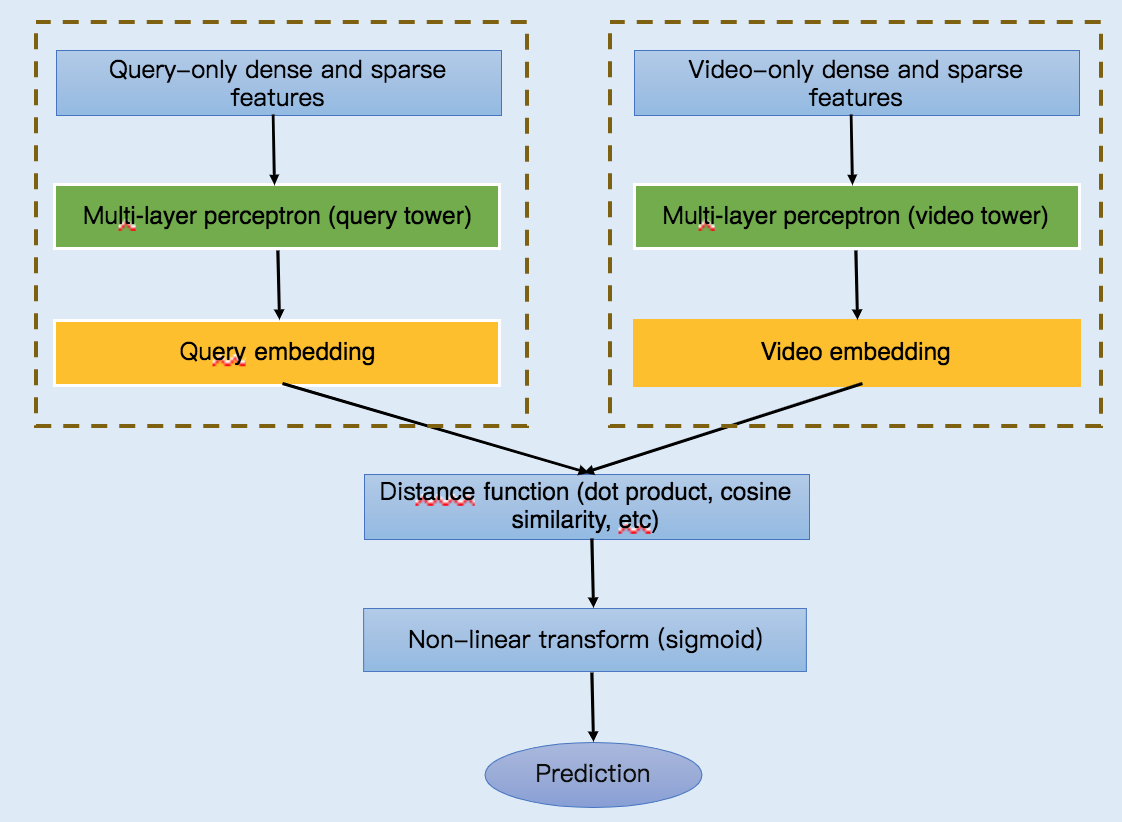 Query-only dense and sparse
features
Video-only dense and sparse
features
Multi-layer perceptron (query tower)
Multi-layer perceptron (video tower)
Query embedding
Video embedding
Distance function (dot product, cosine
similarity, etc)
Non-linear transform (sigmoid)
Prediction